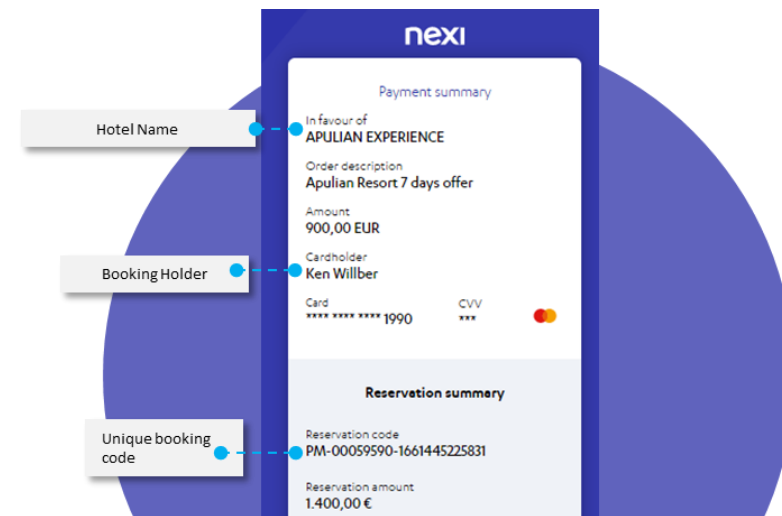 nexi
Payment summary
Hotel Name
In favour of
APULIAN EXPERIENCE
Order description
Apulian Resort 7 days offer
Amount
900,00 EUR
Booking Holder
Cardholder
Ken Willber
Card CVV
**** **** **** 1990 ***
Reservation summary
Unique booking
code
Reservation code
PM-00059590-1661445225831
Reservation amount
1.400,00 €